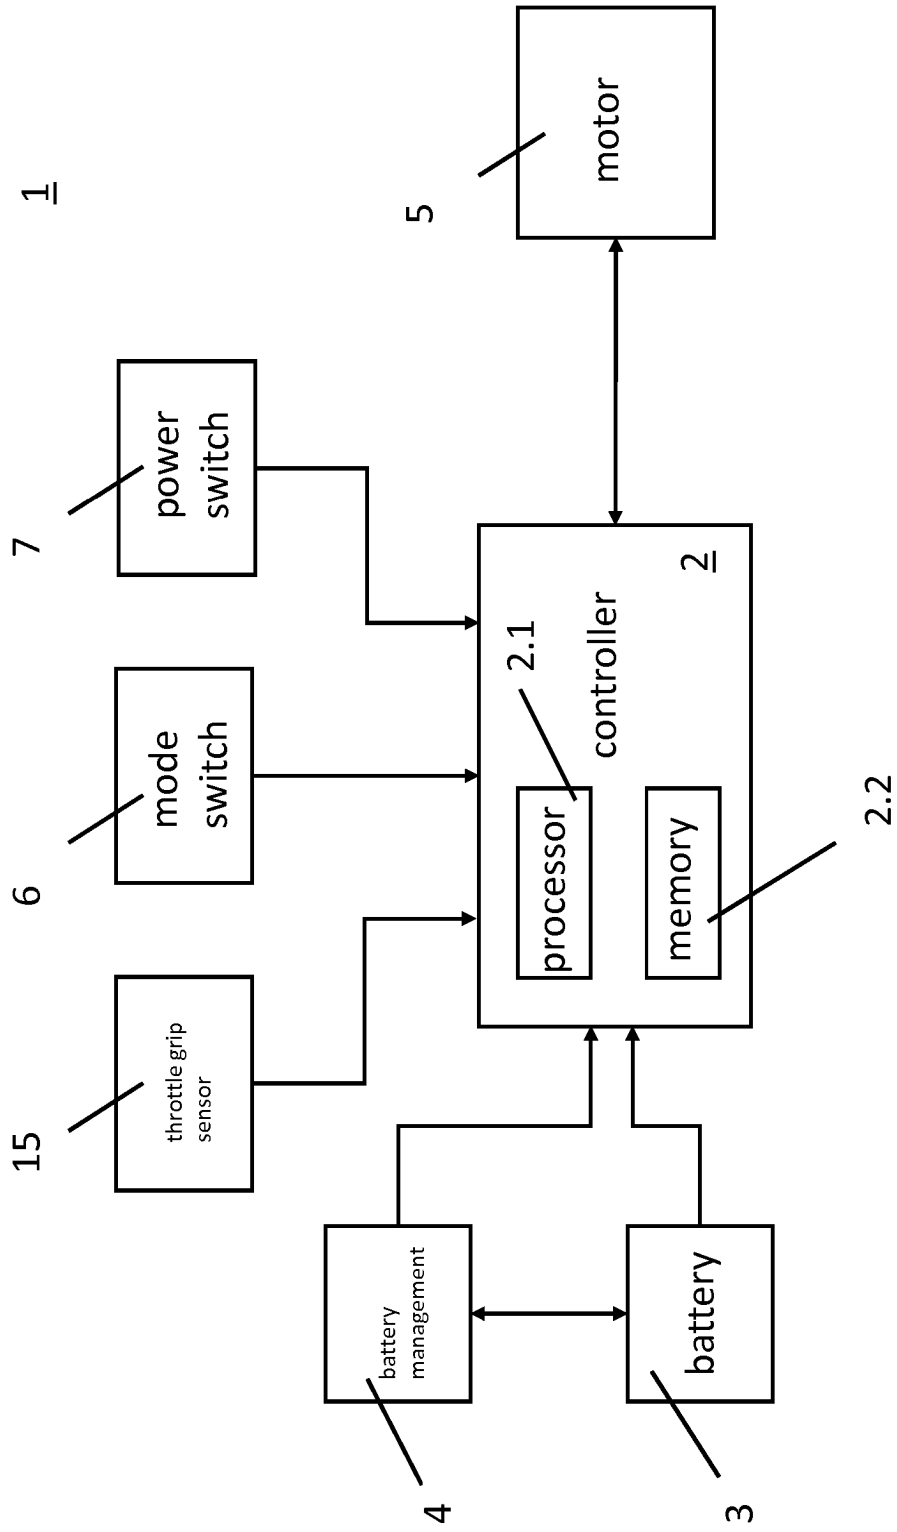 1
15
6
7
throttle grip
sensor
mode
switch
power
switch
4
battery
management
5
2.1
processor
controller
2
motor
memory
3
battery
2.2